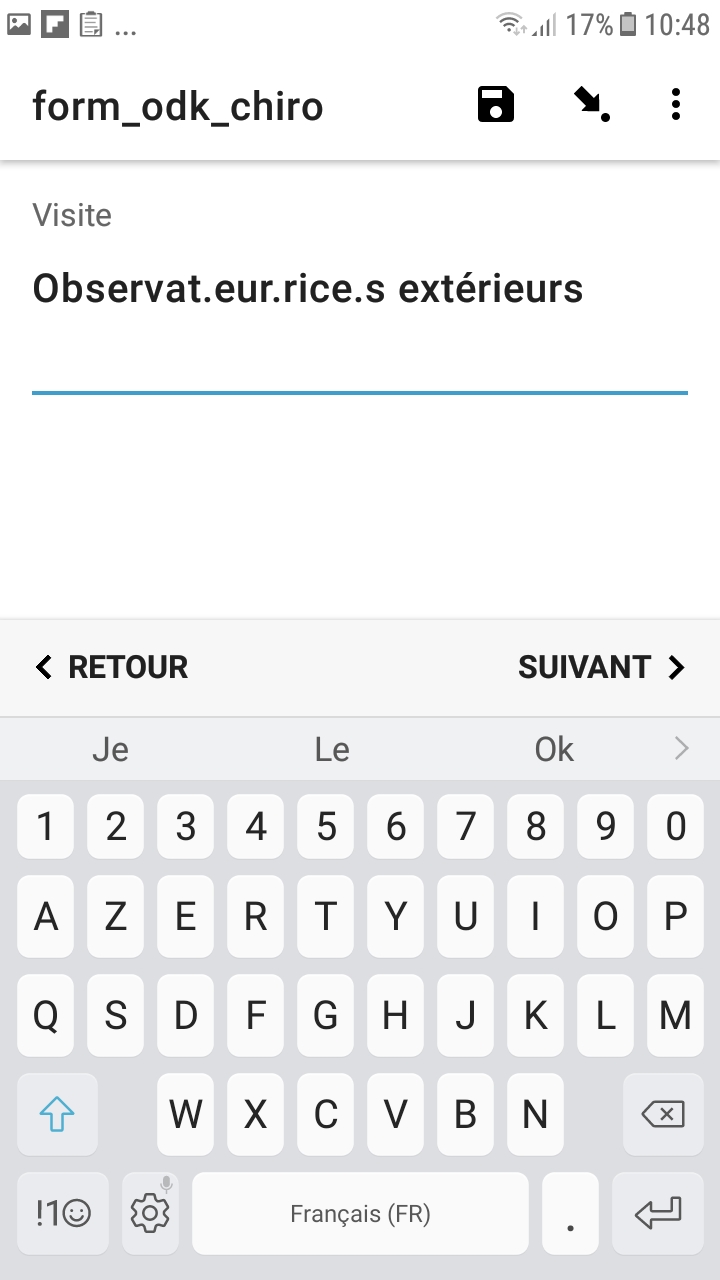 ... 17% 10:48
form_odk_chiro
Visite
Observat.eur.rice.s extérieurs
RETOUR SUIVANT
Je Le Ok
1 2 3 4 5 6 7 8 9 0
A Z E R T Y U I O P
Q S D F G H J K L M
W X C V B N
!1☺ Français (FR) .